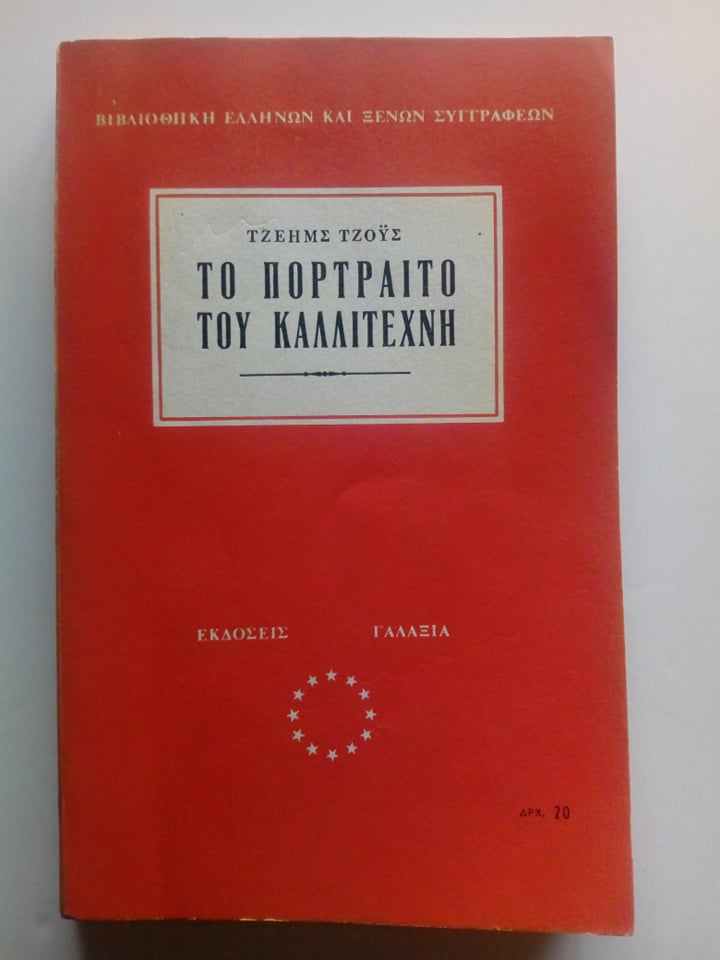 ΒΙΒΛΙΟΘΗΚΗ ΕΛΛΗΝΩΝ ΚΑΙ ΞΕΝΩΝ ΣΥΓΓΡΑΦΕΩΝ
ΤΖΕΗΜΣ ΤΖΟΫΣ
ΤΟ ΠΟΡΤΡΑΙΤΟ
ΤΟΥ ΚΑΛΛΙΤΕΧΝΗ
ΕΚΔΟΣΕΙΣ ΓΑΛΑΞΙΑ
ΔΡΧ. 20